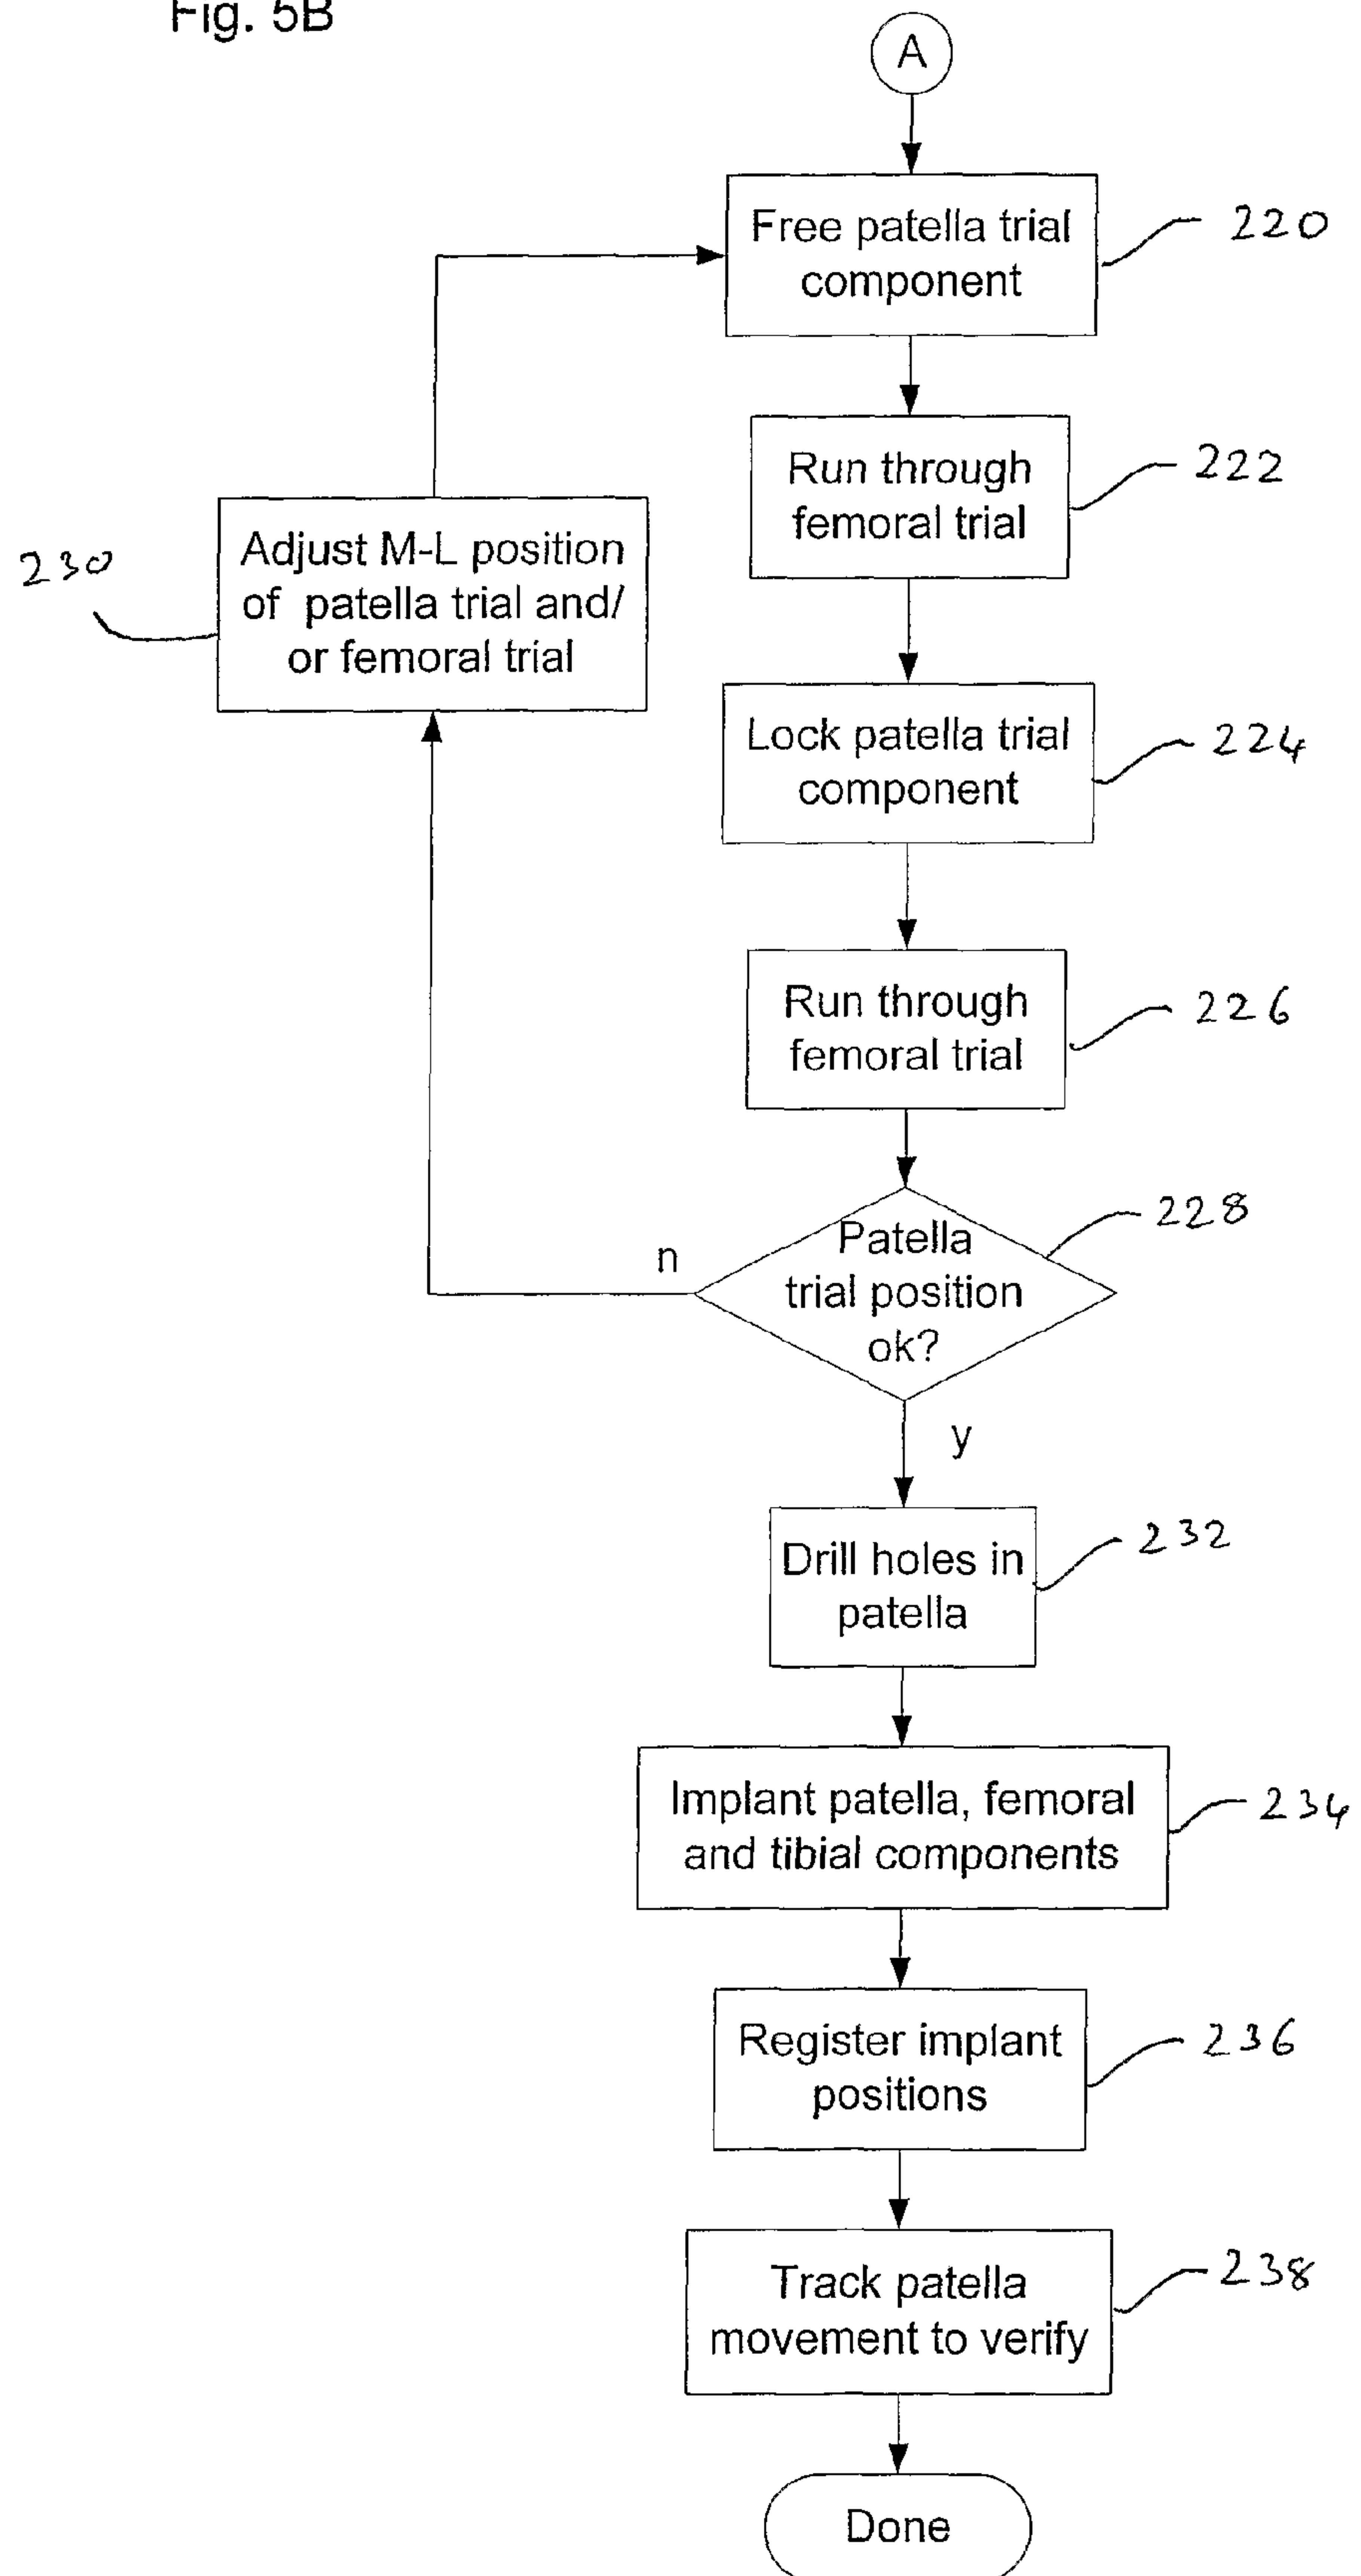 Fig. 5B
A
Free patella trial
component
220
Run through
femoral trial
222
Adjust M-L position
of patella trial and/
or femoral trial
230
Lock patella trial
component
224
Run through
femoral trial
226
Patella
trial position
ok?
228
n
y
Drill holes in
patella
232
Implant patella, femoral
and tibial components
234
Register implant
positions
236
Track patella
movement to verify
238
Done